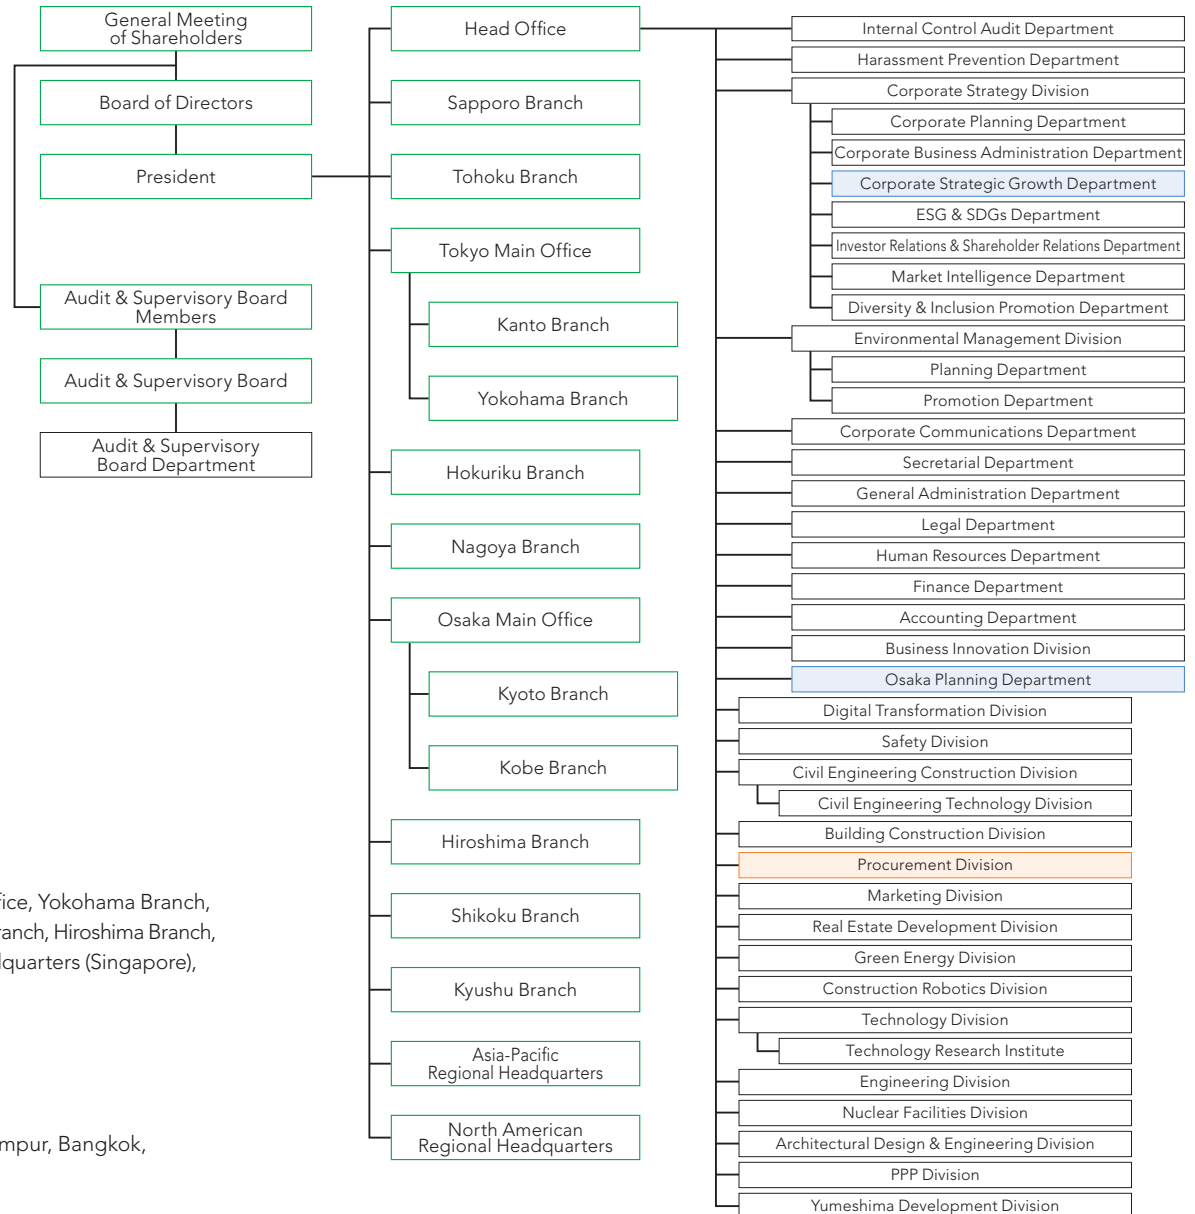 General Meeting
of Shareholders
Board of Directors
President
Audit & Supervisory Board
Members
Audit & Supervisory Board
Audit & Supervisory
Board Department
fice, Yokohama Branch,
ranch, Hiroshima Branch,
dquarters (Singapore),
mpur, Bangkok,
Head Office
Sapporo Branch
Tohoku Branch
Tokyo Main Office
Kanto Branch
Yokohama Branch
Hokuriku Branch
Nagoya Branch
Osaka Main Office
Kyoto Branch
Kobe Branch
Hiroshima Branch
Shikoku Branch
Kyushu Branch
Asia-Pacific
Regional Headquarters
North American
Regional Headquarters
Internal Control Audit Department
Harassment Prevention Department
Corporate Strategy Division
Corporate Planning Department
Corporate Business Administration Department
Corporate Strategic Growth Department
ESG & SDGs Department
Investor Relations & Shareholder Relations Department
Market Intelligence Department
Diversity & Inclusion Promotion Department
Environmental Management Division
Planning Department
Promotion Department
Corporate Communications Department
Secretarial Department
General Administration Department
Legal Department
Human Resources Department
Finance Department
Accounting Department
Business Innovation Division
Osaka Planning Department
Digital Transformation Division
Safety Division
Civil Engineering Construction Division
Civil Engineering Technology Division
Building Construction Division
Procurement Division
Marketing Division
Real Estate Development Division
Green Energy Division
Construction Robotics Division
Technology Division
Technology Research Institute
Engineering Division
Nuclear Facilities Division
Architectural Design & Engineering Division
PPP Division
Yumeshima Development Division